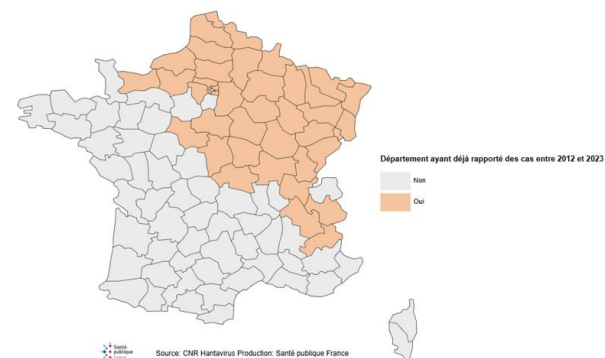 Département ayant déjà rapporté des cas entre 2012 et 2023
Non
Oui
Santé
publique
Source: CNR Hantavirus Production: Santé publique France